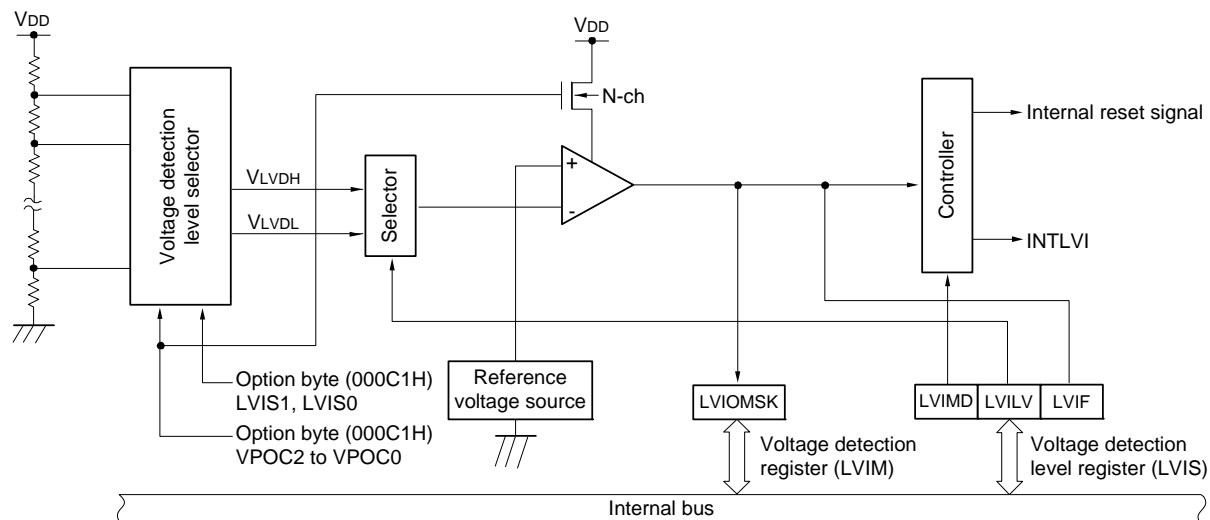 VDD
VDD
N-ch
Voltage detection
level selector
VLVDH
VLVDL
Selector
+
-
Controller
Internal reset signal
INTLVI
Option byte (000C1H)
LVIS1, LVIS0
Option byte (000C1H)
VPOC2 to VPOC0
Reference
voltage source
LVIOMSK
LVIMD
LVILV
LVIF
Voltage detection
register (LVIM)
Voltage detection
level register (LVIS)
Internal bus